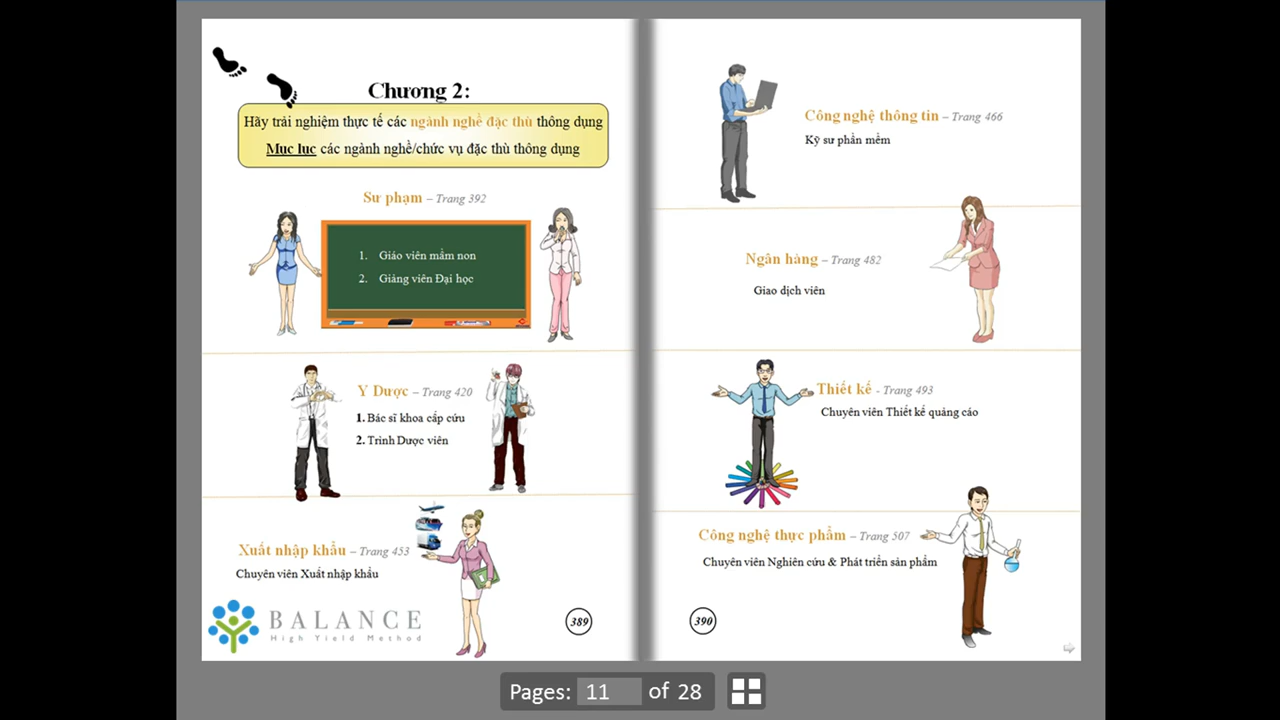 Chương 2:
Hãy trải nghiệm thực tế các ngành nghề đặc thù thông dụng
Mục lục các ngành nghề/chức vụ đặc thù thông dụng
Sư phạm – Trang 392
1. Giáo viên mầm non
2. Giảng viên Đại học
Y Dược – Trang 420
1. Bác sĩ khoa cấp cứu
2. Trình Dược viên
Xuất nhập khẩu – Trang 453
Chuyên viên Xuất nhập khẩu
BALANCE
High Yield Method
389
Công nghệ thông tin – Trang 466
Kỹ sư phần mềm
Ngân hàng – Trang 482
Giao dịch viên
Thiết kế - Trang 493
Chuyên viên Thiết kế quảng cáo
Công nghệ thực phẩm – Trang 507
Chuyên viên Nghiên cứu & Phát triển sản phẩm
390
Pages: 11 of 28